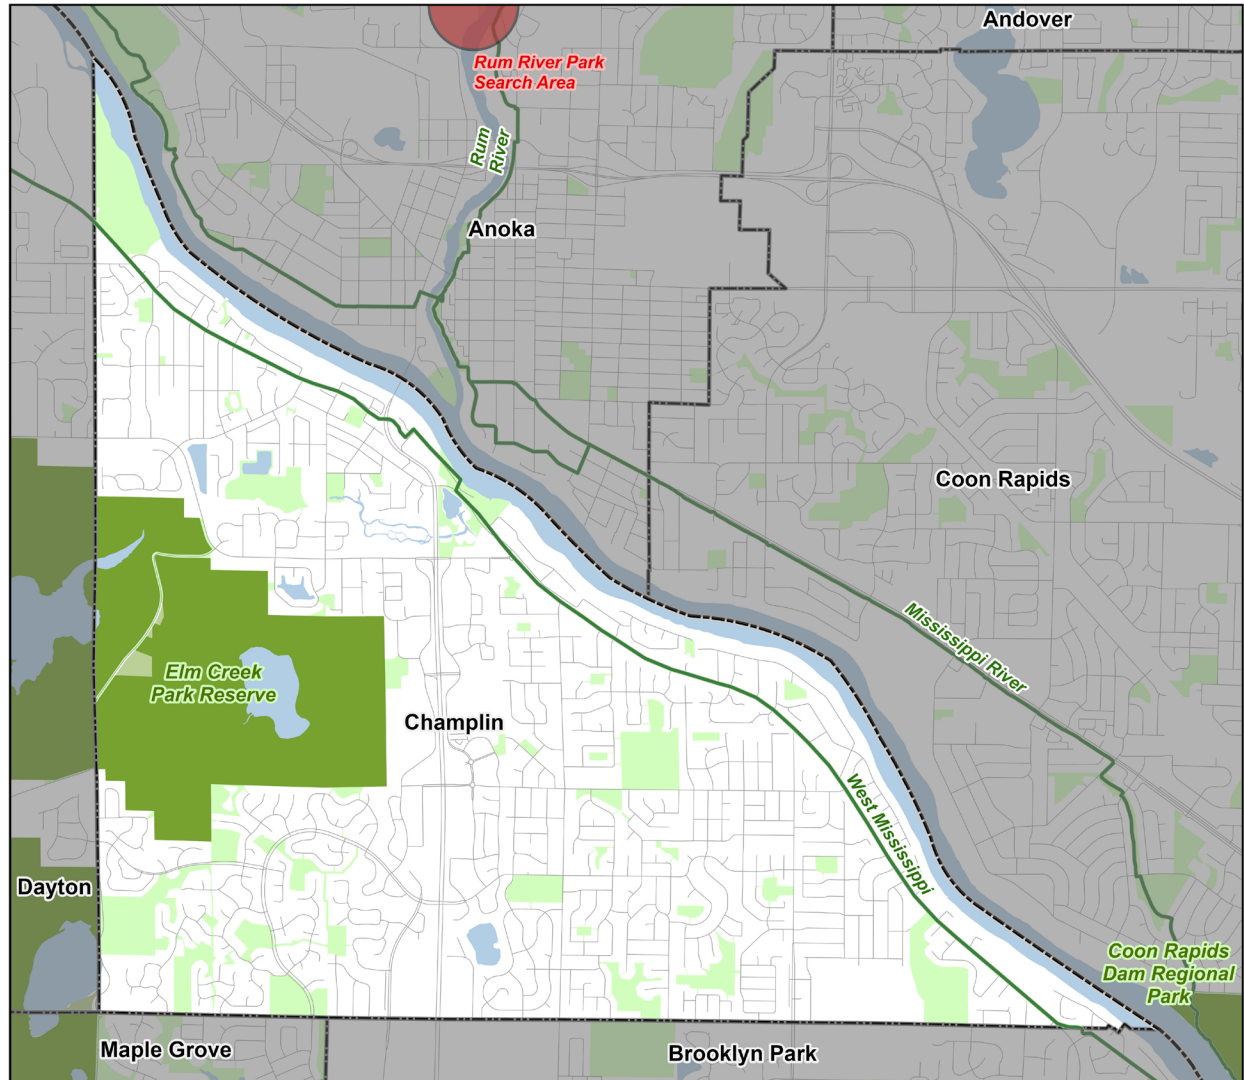 Andover
Rum River Park
Search Area
Rum
River
Anoka
Coon Rapids
Mississippi River
Elm Creek
Park Reserve
Champlin
West Mississippi
Dayton
Coon Rapids
Dam Regional
Park
Maple Grove
Brooklyn Park